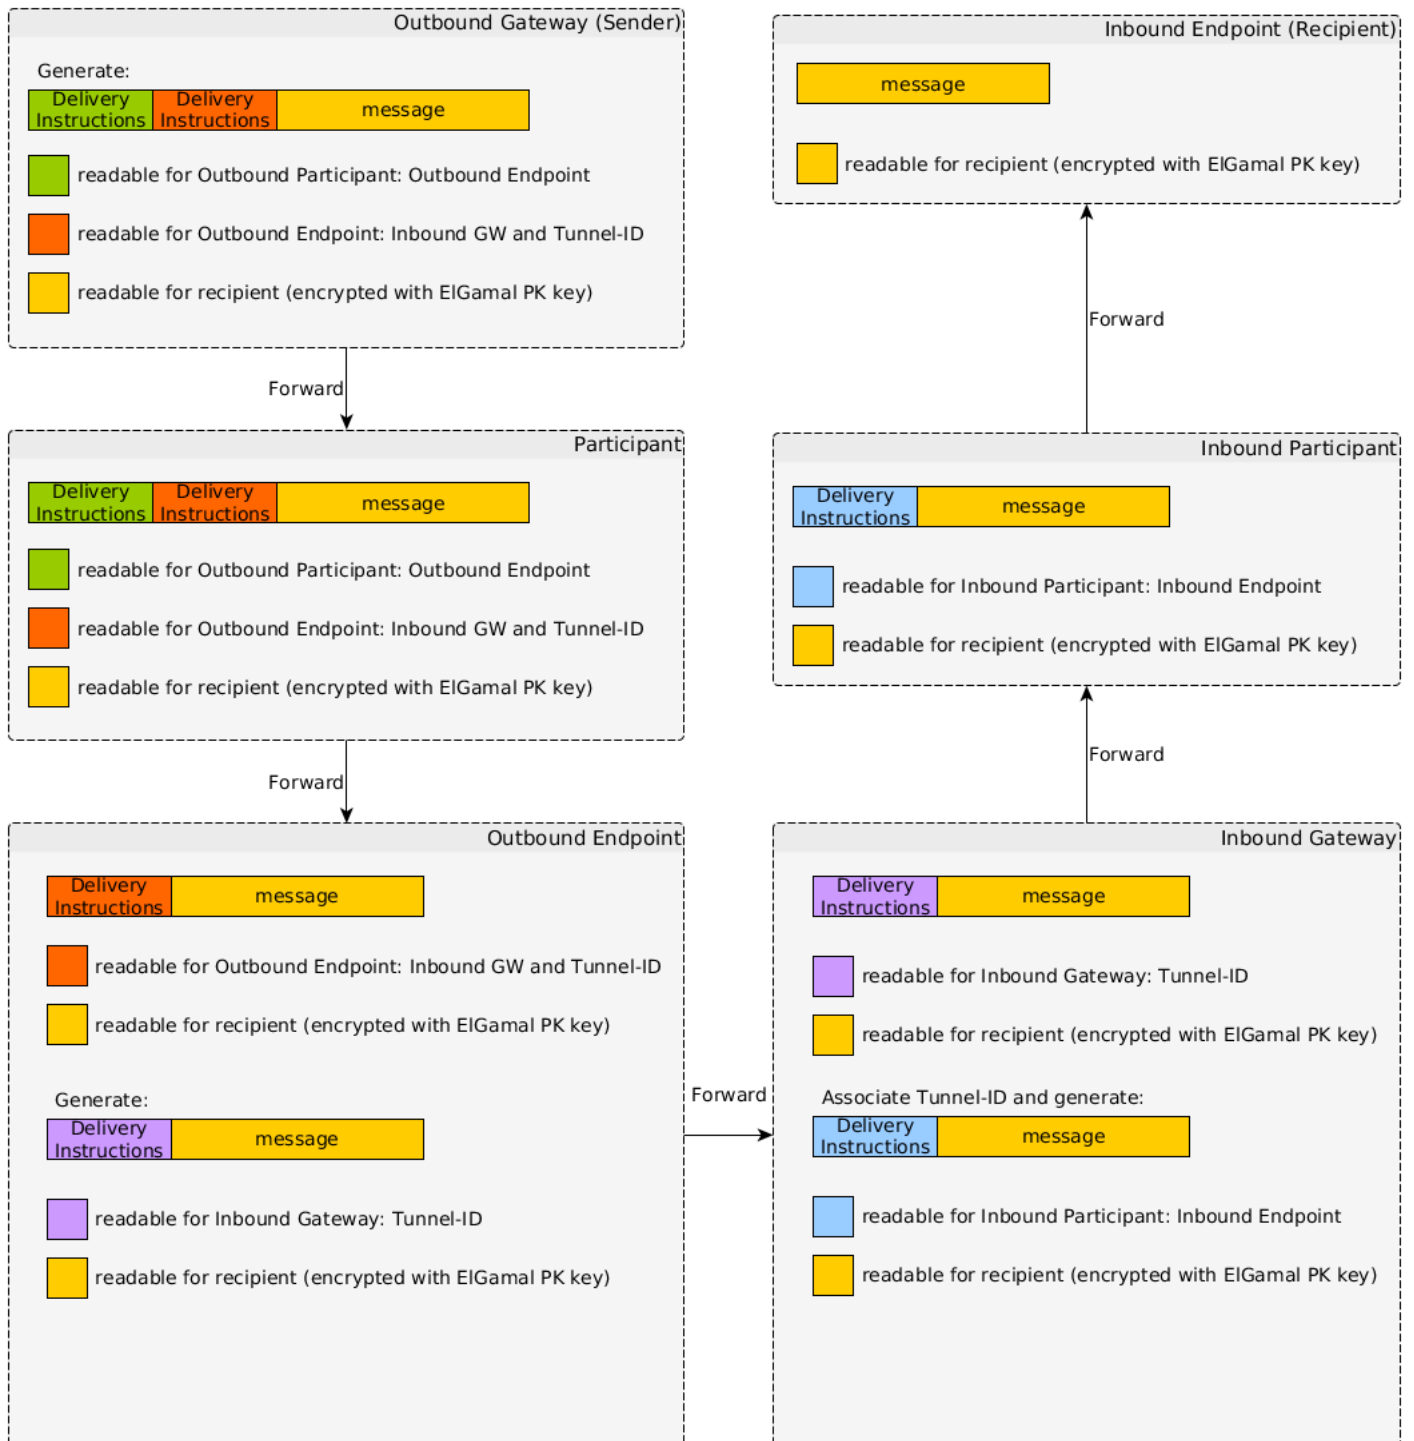 Outbound Gateway (Sender)
Generate:
Delivery
Instructions
Delivery
Instructions
message
readable for Outbound Participant: Outbound Endpoint
readable for Outbound Endpoint: Inbound GW and Tunnel-ID
readable for recipient (encrypted with ElGamal PK key)
Forward
Participant
Delivery
Instructions
Delivery
Instructions
message
readable for Outbound Participant: Outbound Endpoint
readable for Outbound Endpoint: Inbound GW and Tunnel-ID
readable for recipient (encrypted with ElGamal PK key)
Forward
Outbound Endpoint
Delivery
Instructions
message
readable for Outbound Endpoint: Inbound GW and Tunnel-ID
readable for recipient (encrypted with ElGamal PK key)
Generate:
Delivery
Instructions
message
readable for Inbound Gateway: Tunnel-ID
readable for recipient (encrypted with ElGamal PK key)
Forward
Inbound Gateway
Delivery
Instructions
message
readable for Inbound Gateway: Tunnel-ID
readable for recipient (encrypted with ElGamal PK key)
Associate Tunnel-ID and generate:
Delivery
Instructions
message
readable for Inbound Participant: Inbound Endpoint
readable for recipient (encrypted with ElGamal PK key)
Forward
Inbound Participant
Delivery
Instructions
message
readable for Inbound Participant: Inbound Endpoint
readable for recipient (encrypted with ElGamal PK key)
Forward
Inbound Endpoint (Recipient)
message
readable for recipient (encrypted with ElGamal PK key)